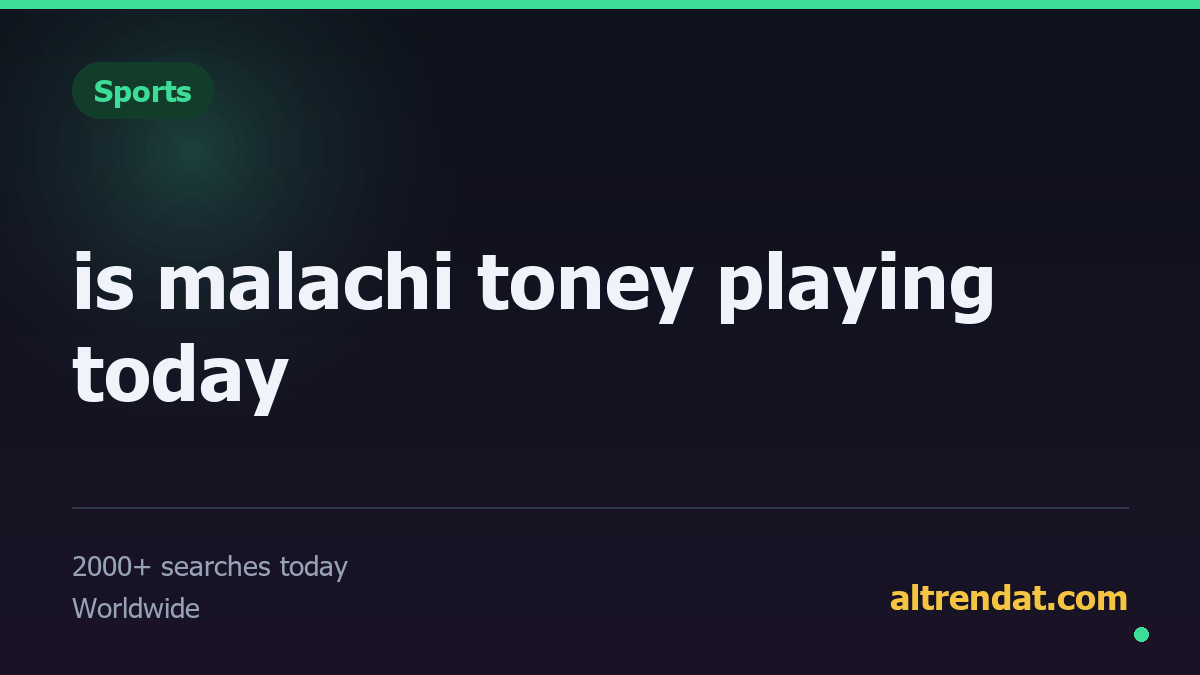 Sports
is malachi toney playing
today
2000+ searches today
Worldwide
altrendat.com